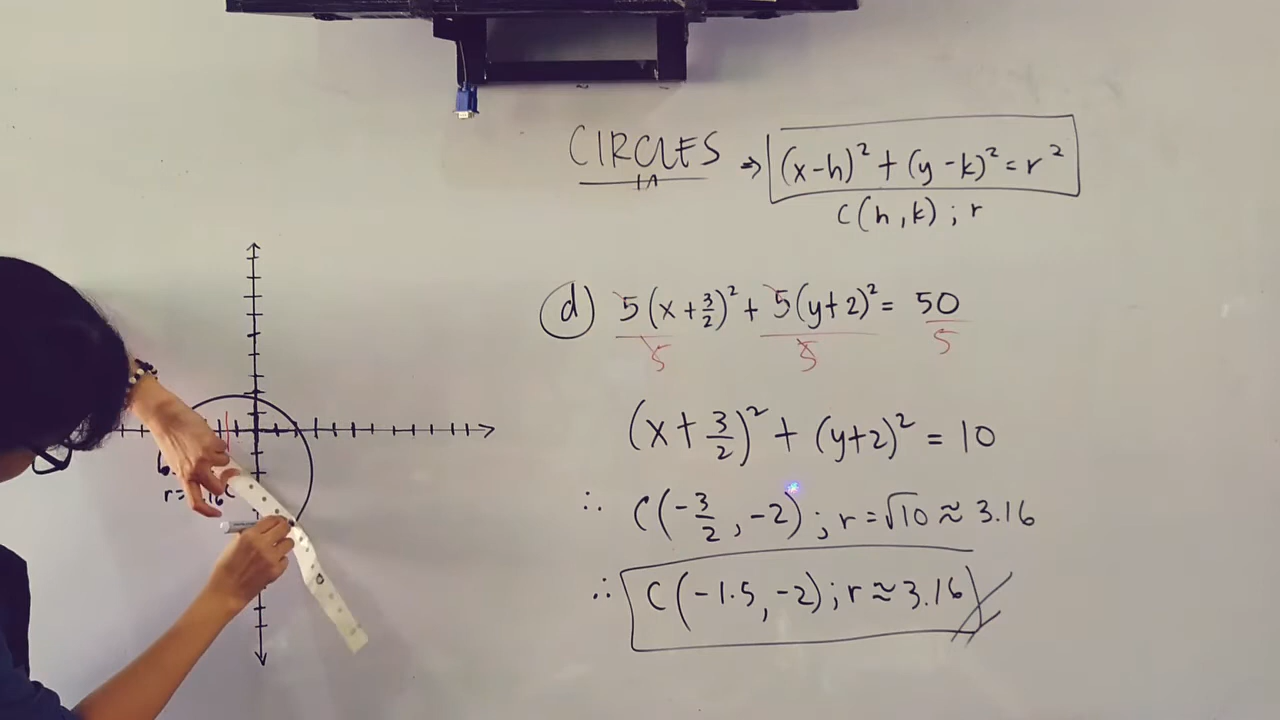 CIRCLES → (x-h)² + (y-k)² = r²
C(h,k) ; r
d) 5(x+3/2)² + 5(y+2)² = 50
5 5 5
(x+3/2)² + (y+2)² = 10
∴ C(-3/2, -2) ; r = √10 ≈ 3.16
∴ C(-1.5, -2) ; r ≈ 3.16